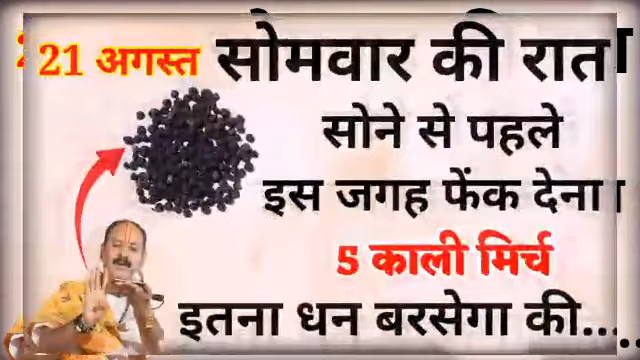 21 अगस्त सोमवार की रात
सोने से पहले
इस जगह फेंक देना।
5 काली मिर्च
इतना धन बरसेगा की.....